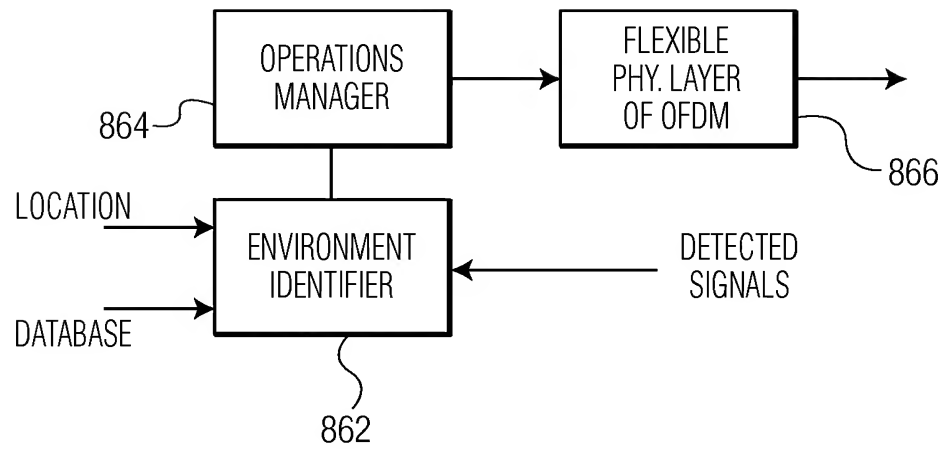 OPERATIONS
MANAGER
FLEXIBLE
PHY. LAYER
OF OFDM
864
866
LOCATION
ENVIRONMENT
IDENTIFIER
DETECTED
SIGNALS
DATABASE
862